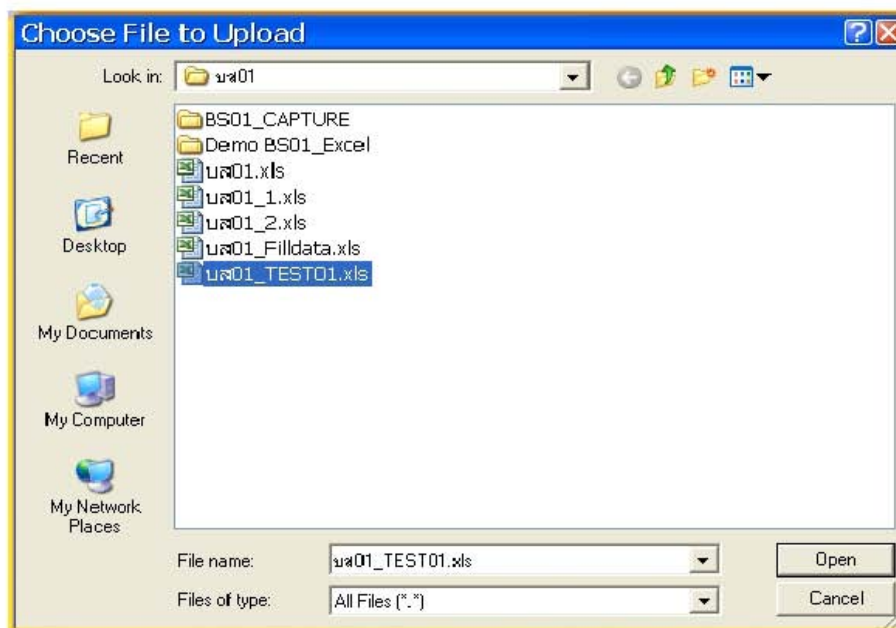 Choose File to Upload
Look in: บส01
Recent
Desktop
My Documents
My Computer
My Network
Places
BS01_CAPTURE
Demo BS01_Excel
บส01.xls
บส01_1.xls
บส01_2.xls
บส01_Filldata.xls
บส01_TEST01.xls
File name: บส01_TEST01.xls
Open
Files of type: All Files (*.*)
Cancel